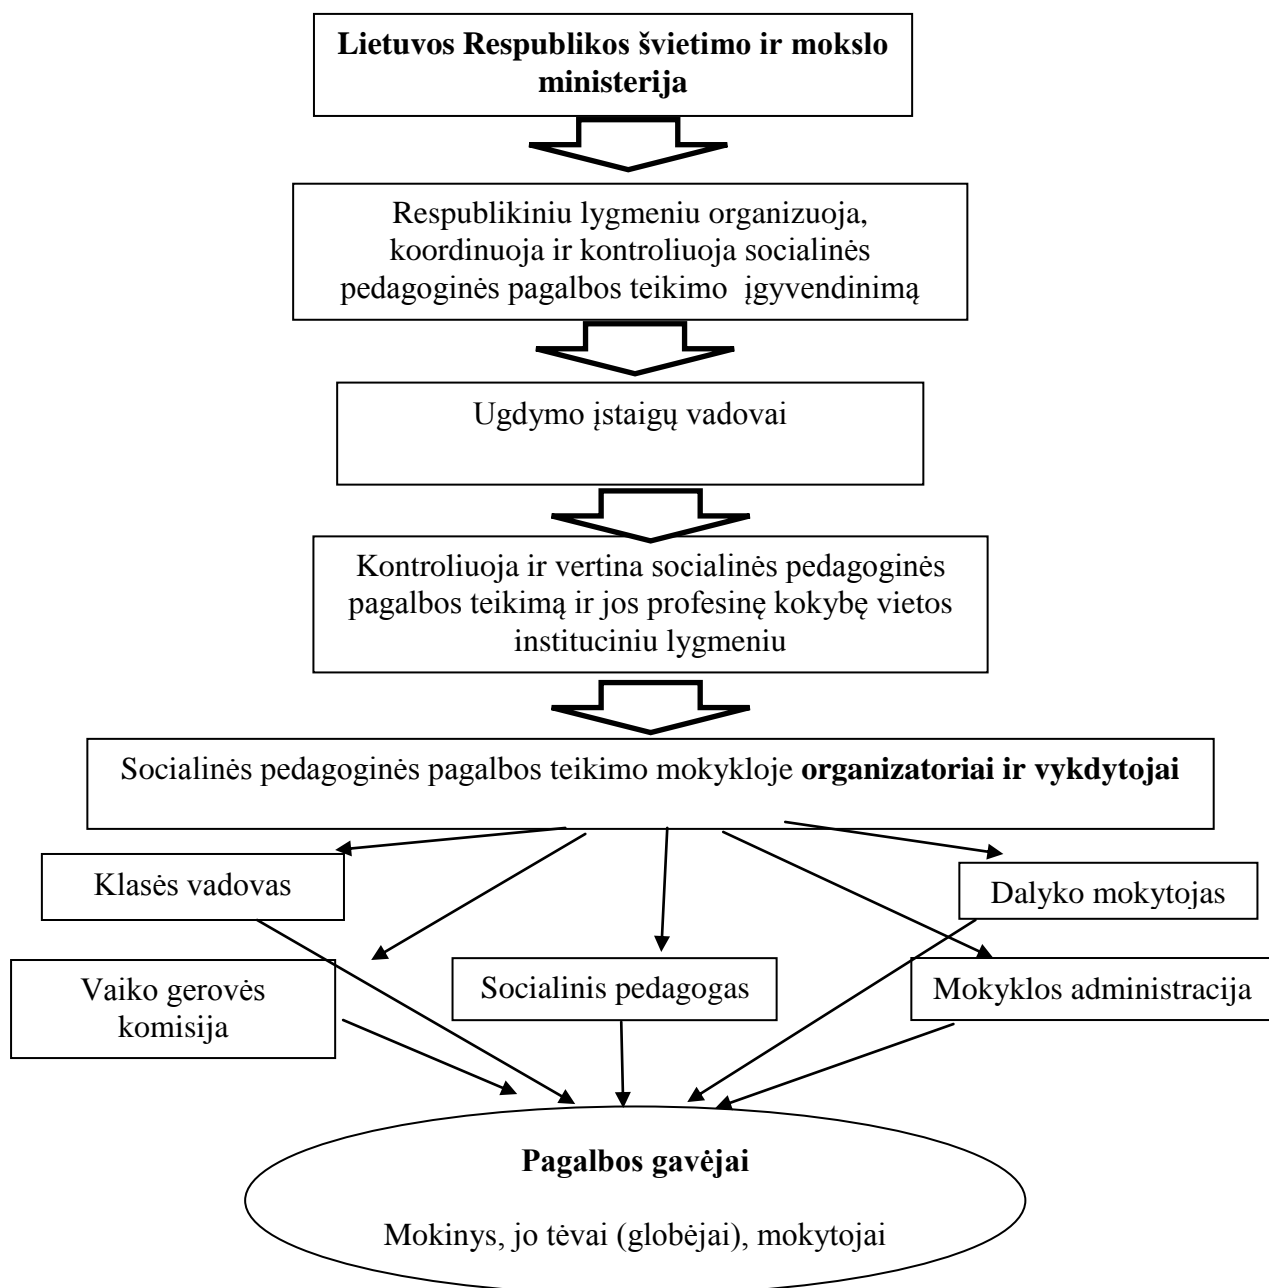 Lietuvos Respublikos švietimo ir mokslo
ministerija
Respublikiniu lygmeniu organizuoja,
koordinuoja ir kontroliuoja socialinės
pedagoginės pagalbos teikimo įgyvendinimą
Ugdymo įstaigų vadovai
Kontroliuoja ir vertina socialinės pedagoginės
pagalbos teikimą ir jos profesinę kokybę vietos
instituciniu lygmeniu
Socialinės pedagoginės pagalbos teikimo mokykloje organizatoriai ir vykdytojai
Klasės vadovas
Dalyko mokytojas
Vaiko gerovės
komisija
Socialinis pedagogas
Mokyklos administracija
Pagalbos gavėjai
Mokinys, jo tėvai (globėjai), mokytojai